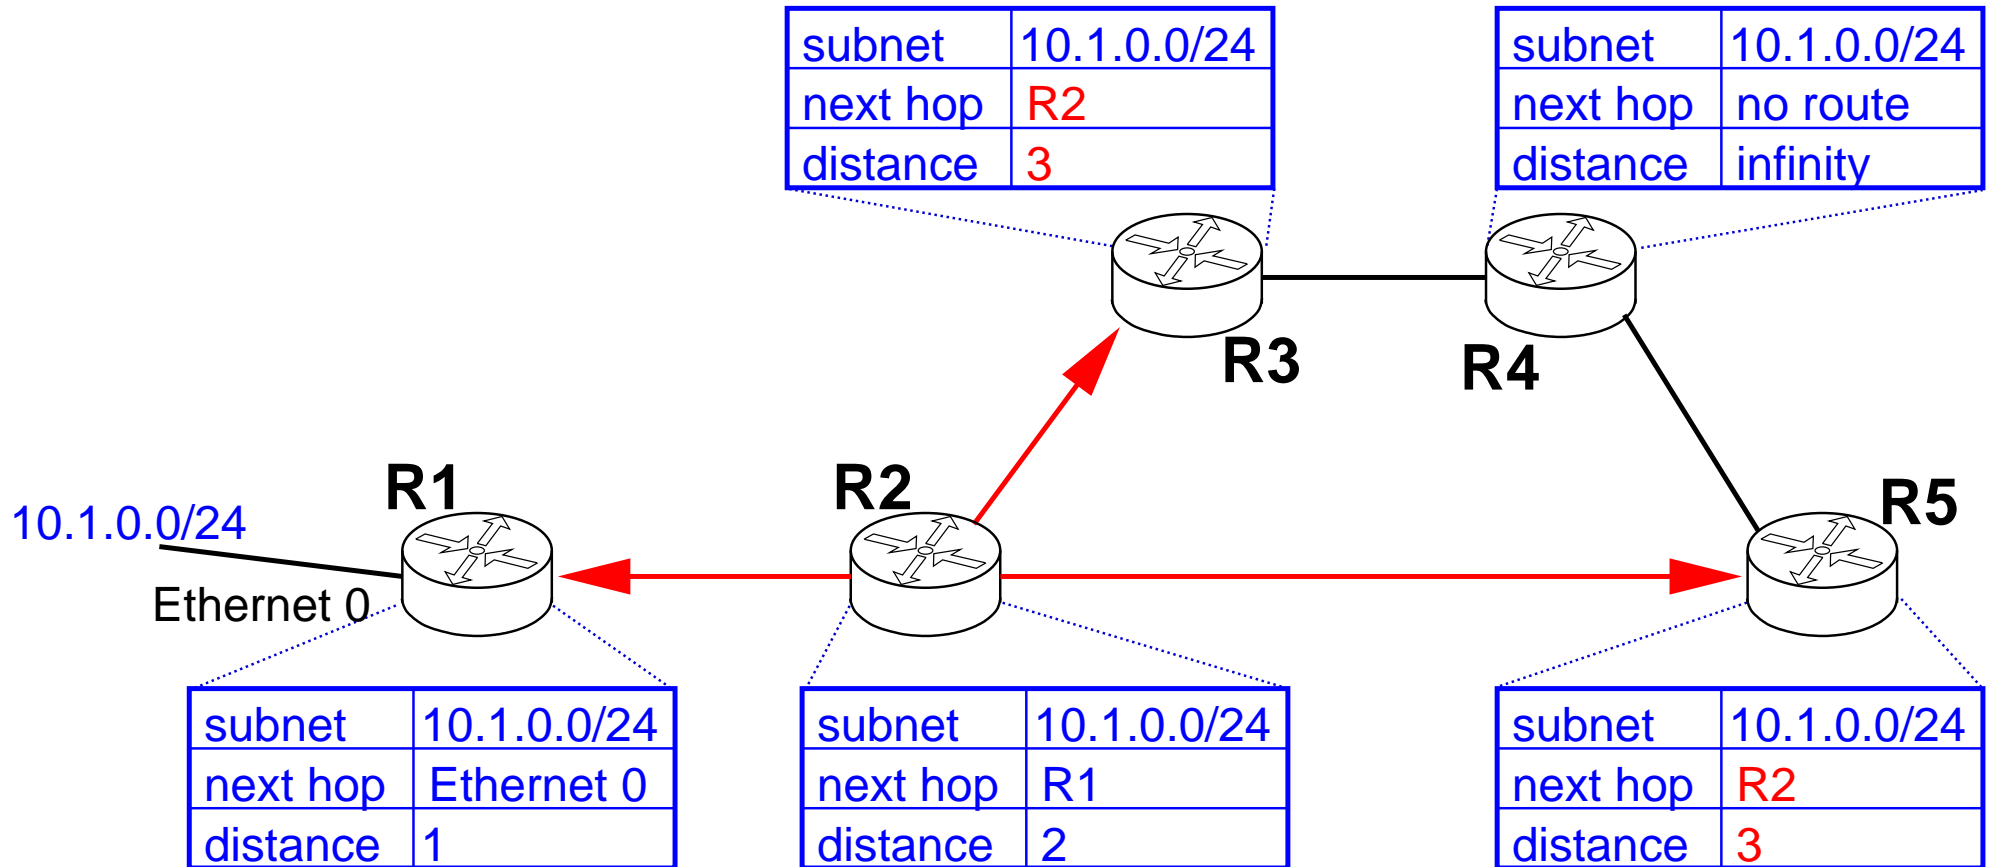 subnet 10.1.0.0/24
next hop R2
distance 3
subnet 10.1.0.0/24
next hop no route
distance infinity
R3
R4
R1
R2
R5
10.1.0.0/24
Ethernet 0
subnet 10.1.0.0/24
next hop Ethernet 0
distance 1
subnet 10.1.0.0/24
next hop R1
distance 2
subnet 10.1.0.0/24
next hop R2
distance 3